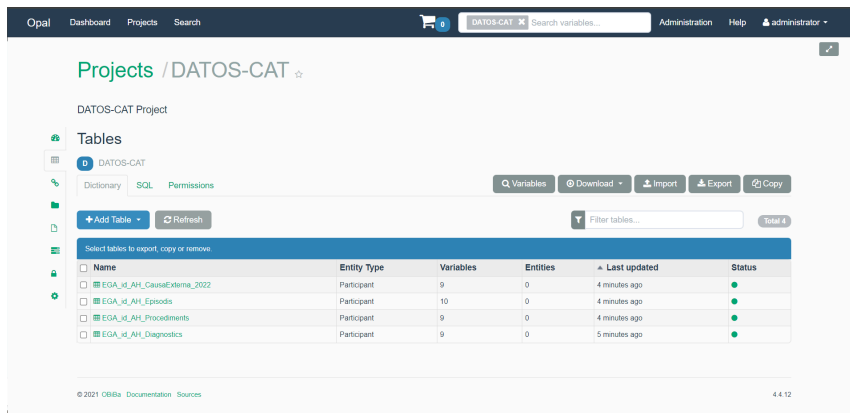 Opal Dashboard Projects Search 0 DATOS-CAT ✖ Search variables... Administration Help administrator
Projects / DATOS-CAT
DATOS-CAT Project
Tables
D DATOS-CAT
Dictionary SQL Permissions Variables Download Import Export Copy
Add Table Refresh Filter tables... Total 4
Select tables to export, copy or remove.
Name Entity Type Variables Entities Last updated Status
EGA_id_AH_CausaExterna_2022 Participant 9 0 4 minutes ago
EGA_id_AH_Episodis Participant 10 0 4 minutes ago
EGA_id_AH_Procediments Participant 9 0 4 minutes ago
EGA_id_AH_Diagnostics Participant 9 0 5 minutes ago
© 2021 OBiBa Documentation Sources 4.4.12